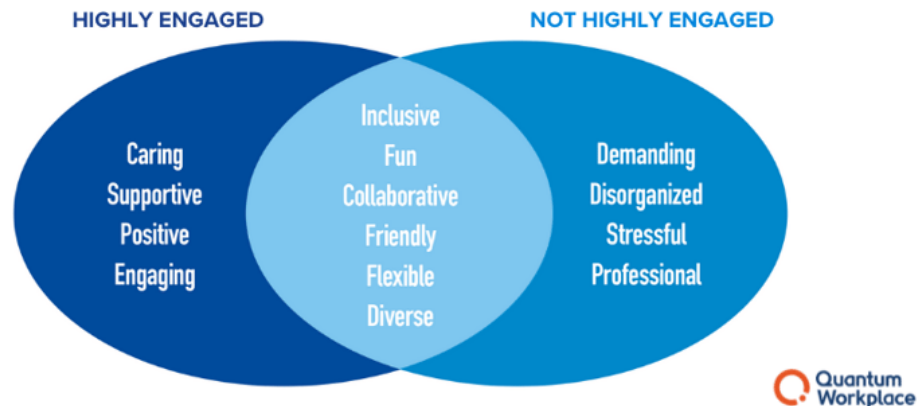 HIGHLY ENGAGED
NOT HIGHLY ENGAGED
Caring
Supportive
Positive
Engaging
Inclusive
Fun
Collaborative
Friendly
Flexible
Diverse
Demanding
Disorganized
Stressful
Professional
Quantum
Workplace